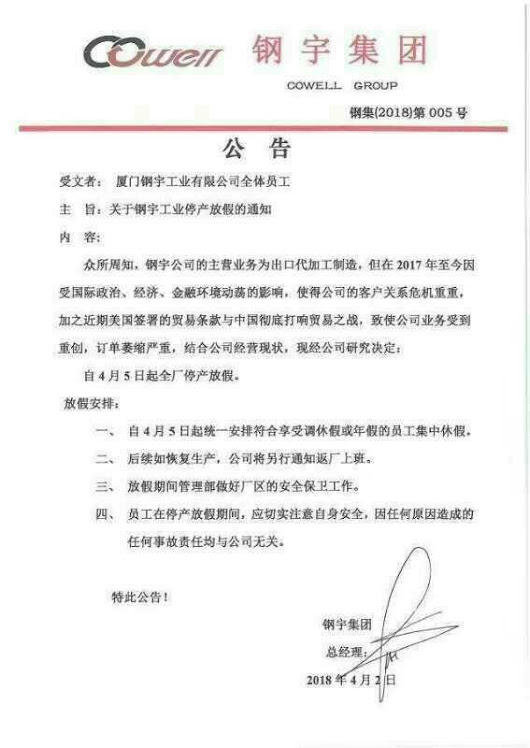 Cowell 钢宇集团
COWELL GROUP
钢集(2018)第 005 号
公 告
受文者： 厦门钢宇工业有限公司全体员工
主 旨：关于钢宇工业停产放假的通知
内 容：
众所周知，钢宇公司的主营业务为出口代加工制造，但在 2017 年至今因
受国际政治、经济、金融环境动荡的影响，使得公司的客户关系危机重重，
加之近期美国签署的贸易条款与中国彻底打响贸易之战，致使公司业务受到
重创，订单萎缩严重，结合公司经营现状，现经公司研究决定：
自 4 月 5 日起全厂停产放假。
放假安排：
一、 自 4 月 5 日起统一安排符合享受调休假或年假的员工集中休假。
二、 后续如恢复生产，公司将另行通知返厂上班。
三、 放假期间管理部做好厂区的安全保卫工作。
四、 员工在停产放假期间，应切实注意自身安全，因任何原因造成的
任何事故责任均与公司无关。
特此公告！
钢宇集团
总经理：
2018 年 4 月 2 日